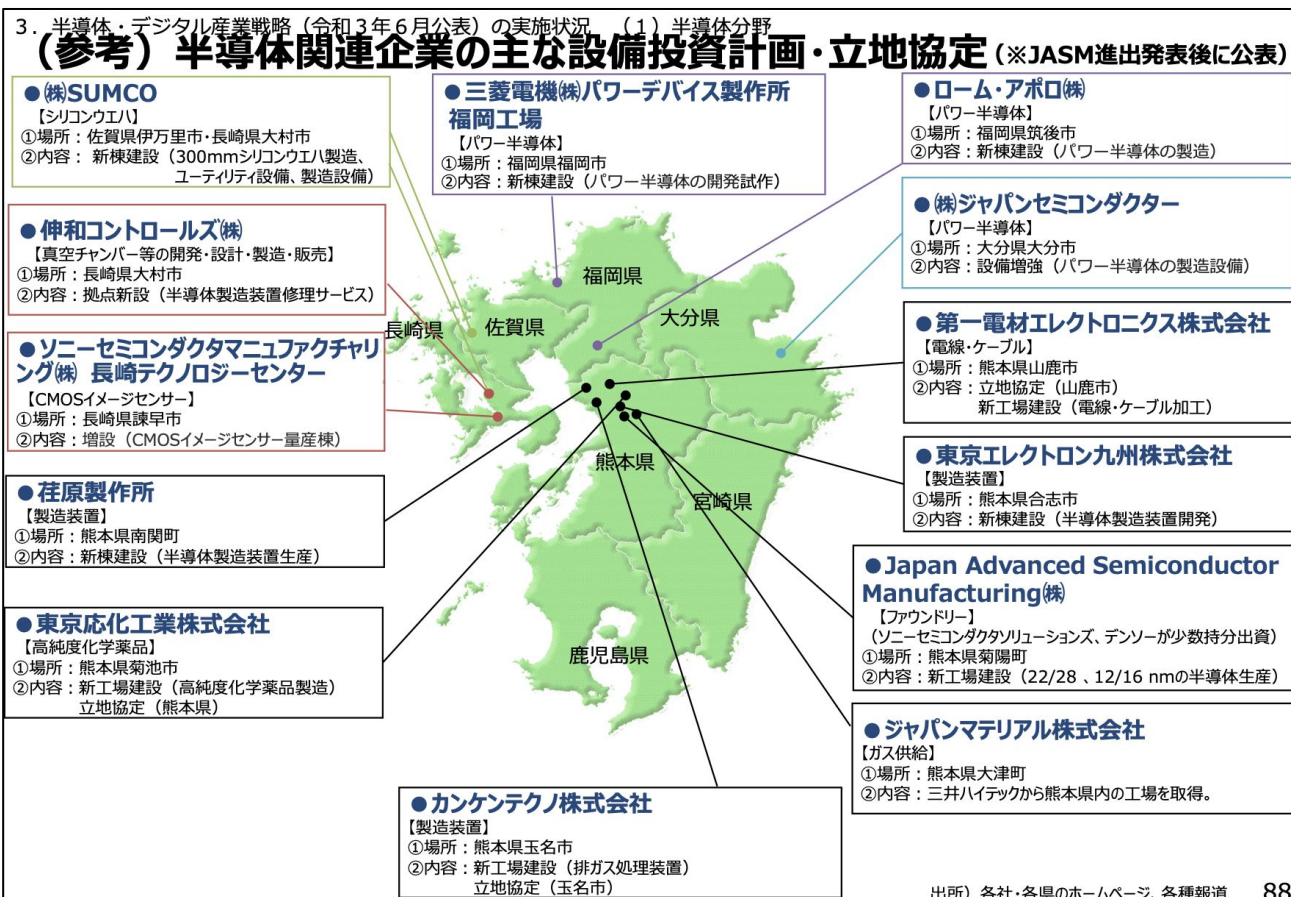 3．半導体・デジタル産業戦略（令和3年6月公表）の実施状況　（1）半導体分野
（参考）半導体関連企業の主な設備投資計画・立地協定（※JASM進出発表後に公表）
●㈱SUMCO
【シリコンウエハ】
①場所：佐賀県伊万里市・長崎県大村市
②内容： 新棟建設（300mmシリコンウエハ製造、
ユーティリティ設備、製造設備）
●三菱電機㈱パワーデバイス製作所
福岡工場
【パワー半導体】
①場所：福岡県福岡市
②内容：新棟建設（パワー半導体の開発試作）
●ローム・アポロ㈱
【パワー半導体】
①場所：福岡県筑後市
②内容：新棟建設（パワー半導体の製造）
●伸和コントロールズ㈱
【真空チャンバー等の開発・設計・製造・販売】
①場所：長崎県大村市
②内容：拠点新設（半導体製造装置修理サービス）
●㈱ジャパンセミコンダクター
【パワー半導体】
①場所：大分県大分市
②内容：設備増強（パワー半導体の製造設備）
●ソニーセミコンダクタマニュファクチャリ
ング㈱ 長崎テクノロジーセンター
【CMOSイメージセンサー】
①場所：長崎県諫早市
②内容：増設（CMOSイメージセンサー量産棟）
●第一電材エレクトロニクス株式会社
【電線・ケーブル】
①場所：熊本県山鹿市
②内容：立地協定（山鹿市）
新工場建設（電線・ケーブル加工）
福岡県
大分県
佐賀県
長崎県
熊本県
宮崎県
鹿児島県
●荏原製作所
【製造装置】
①場所：熊本県南関町
②内容：新棟建設（半導体製造装置生産）
●東京エレクトロン九州株式会社
【製造装置】
①場所：熊本県合志市
②内容：新棟建設（半導体製造装置開発）
●東京応化工業株式会社
【高純度化学薬品】
①場所：熊本県菊池市
②内容：新工場建設（高純度化学薬品製造）
立地協定（熊本県）
●Japan Advanced Semiconductor
Manufacturing㈱
【ファウンドリー】
（ソニーセミコンダクタソリューションズ、デンソーが少数持分出資）
①場所：熊本県菊陽町
②内容：新工場建設（22/28 、12/16 nmの半導体生産）
●ジャパンマテリアル株式会社
【ガス供給】
①場所：熊本県大津町
②内容：三井ハイテックから熊本県内の工場を取得。
●カンケンテクノ株式会社
【製造装置】
①場所：熊本県玉名市
②内容：新工場建設（排ガス処理装置）
立地協定（玉名市）
出所）各社・各県のホームページ、各種報道
88